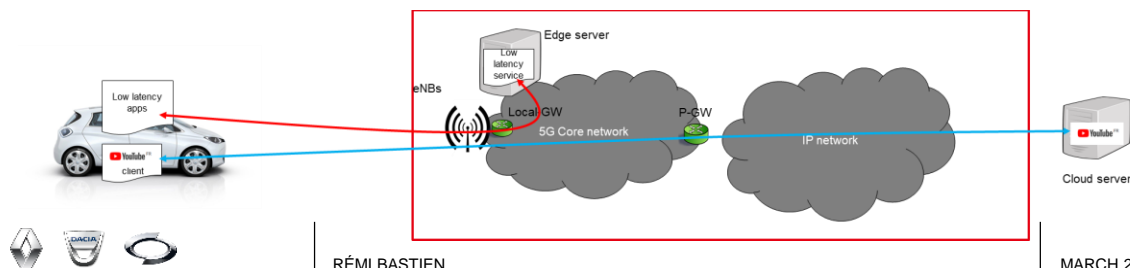 Edge server
Low
latency
service
eNBs
Low latency
apps
Local-GW
P-GW
5G Core network
IP network
YouTube
client
YouTube
Cloud server
DACIA
RÉMI BASTIEN
MARCH 2